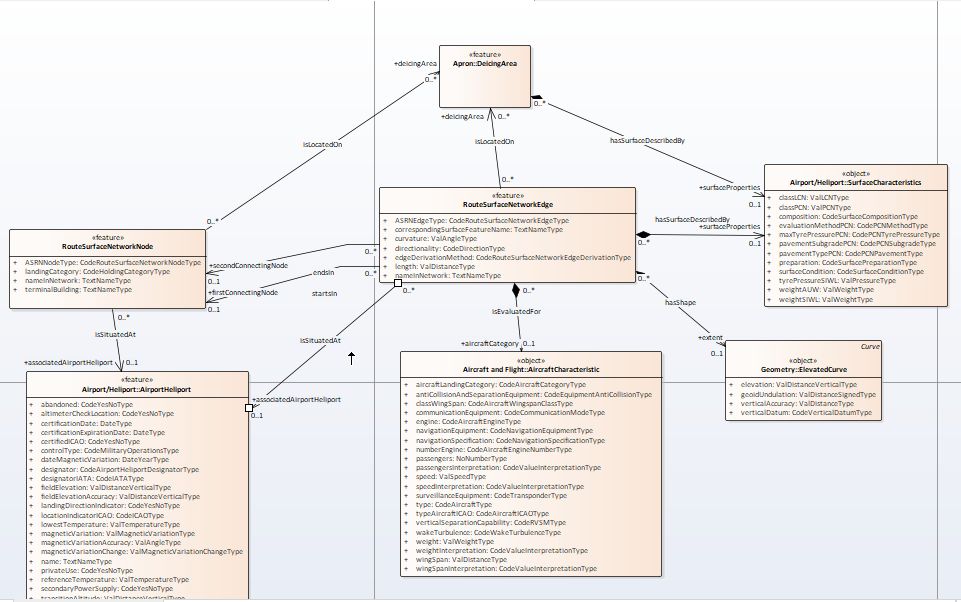 «feature»
Apron::DeicingArea
+deicingArea
0..*
0..*
+deicingArea
0..*
isLocatedOn
isLocatedOn
hasSurfaceDescribedBy
0..*
+surfaceProperties
0..1
«object»
Airport/Heliport::SurfaceCharacteristics
+ classLCN: ValLCNType
+ classPCN: ValPCNType
+ composition: CodeSurfaceCompositionType
+ evaluationMethodPCN: CodePCNMethodType
+ maxTyrePressurePCN: CodePCNTyrePressureType
+ pavementSubgradePCN: CodePCNSubgradeType
+ pavementTypePCN: CodePCNPavementType
+ preparation: CodeSurfacePreparationType
+ surfaceCondition: CodeSurfaceConditionType
+ tyrePressureSIWL: ValPressureType
+ weightAUW: ValWeightType
+ weightSIWL: ValWeightType
«feature»
RouteSurfaceNetworkEdge
+ ASRNEdgeType: CodeRouteSurfaceNetworkEdgeType
+ correspondingSurfaceFeatureName: TextNameType
+ curvature: ValAngleType
+ directionality: CodeDirectionType
+ edgeDerivationMethod: CodeRouteSurfaceNetworkEdgeDerivationType
+ length: ValDistanceType
+ nameInNetwork: TextNameType
hasSurfaceDescribedBy
+surfaceProperties
0..*
0..1
0..*
«feature»
RouteSurfaceNetworkNode
+ ASRNNodeType: CodeRouteSurfaceNetworkNodeType
+ landingCategory: CodeHoldingCategoryType
+ nameInNetwork: TextNameType
+ terminalBuilding: TextNameType
0..*
+secondConnectingNode
0..1
endsIn
0..*
+firstConnectingNode
0..1
startsIn
0..*
0..*
0..*
hasShape
+extent
0..1
isEvaluatedFor
+aircraftCategory
0..1
0..*
isSituatedAt
isSituatedAt
+associatedAirportHeliport
0..1
+associatedAirportHeliport
0..1
Curve
«object»
Geometry::ElevatedCurve
+ elevation: ValDistanceVerticalType
+ geoidUndulation: ValDistanceSignedType
+ verticalAccuracy: ValDistanceType
+ verticalDatum: CodeVerticalDatumType
«feature»
Airport/Heliport::AirportHeliport
+ abandoned: CodeYesNoType
+ altimeterCheckLocation: CodeYesNoType
+ certificationDate: DateType
+ certificationExpirationDate: DateType
+ certifiedICAO: CodeYesNoType
+ controlType: CodeMilitaryOperationsType
+ dateMagneticVariation: DateYearType
+ designator: CodeAirportHeliportDesignatorType
+ designatorIATA: CodeIATAType
+ fieldElevation: ValDistanceVerticalType
+ fieldElevationAccuracy: ValDistanceVerticalType
+ landingDirectionIndicator: CodeYesNoType
+ locationIndicatorICAO: CodeICAOType
+ lowestTemperature: ValTemperatureType
+ magneticVariation: ValMagneticVariationType
+ magneticVariationAccuracy: ValAngleType
+ magneticVariationChange: ValMagneticVariationChangeType
+ name: TextNameType
+ privateUse: CodeYesNoType
+ referenceTemperature: ValTemperatureType
+ secondaryPowerSupply: CodeYesNoType
+ transitionAltitude: ValDistanceVerticalType
«object»
Aircraft and Flight::AircraftCharacteristic
+ aircraftLandingCategory: CodeAircraftCategoryType
+ antiCollisionAndSeparationEquipment: CodeEquipmentAntiCollisionType
+ classWingSpan: CodeAircraftWingspanClassType
+ communicationEquipment: CodeCommunicationModeType
+ engine: CodeAircraftEngineType
+ navigationEquipment: CodeNavigationEquipmentType
+ navigationSpecification: CodeNavigationSpecificationType
+ numberEngine: CodeAircraftEngineNumberType
+ passengers: NoNumberType
+ passengersInterpretation: CodeValueInterpretationType
+ speed: ValSpeedType
+ speedInterpretation: CodeValueInterpretationType
+ surveillanceEquipment: CodeTransponderType
+ type: CodeAircraftType
+ typeAircraftICAO: CodeAircraftICAOType
+ verticalSeparationCapability: CodeRVSMType
+ wakeTurbulence: CodeWakeTurbulenceType
+ weight: ValWeightType
+ weightInterpretation: CodeValueInterpretationType
+ wingSpan: ValDistanceType
+ wingSpanInterpretation: CodeValueInterpretationType